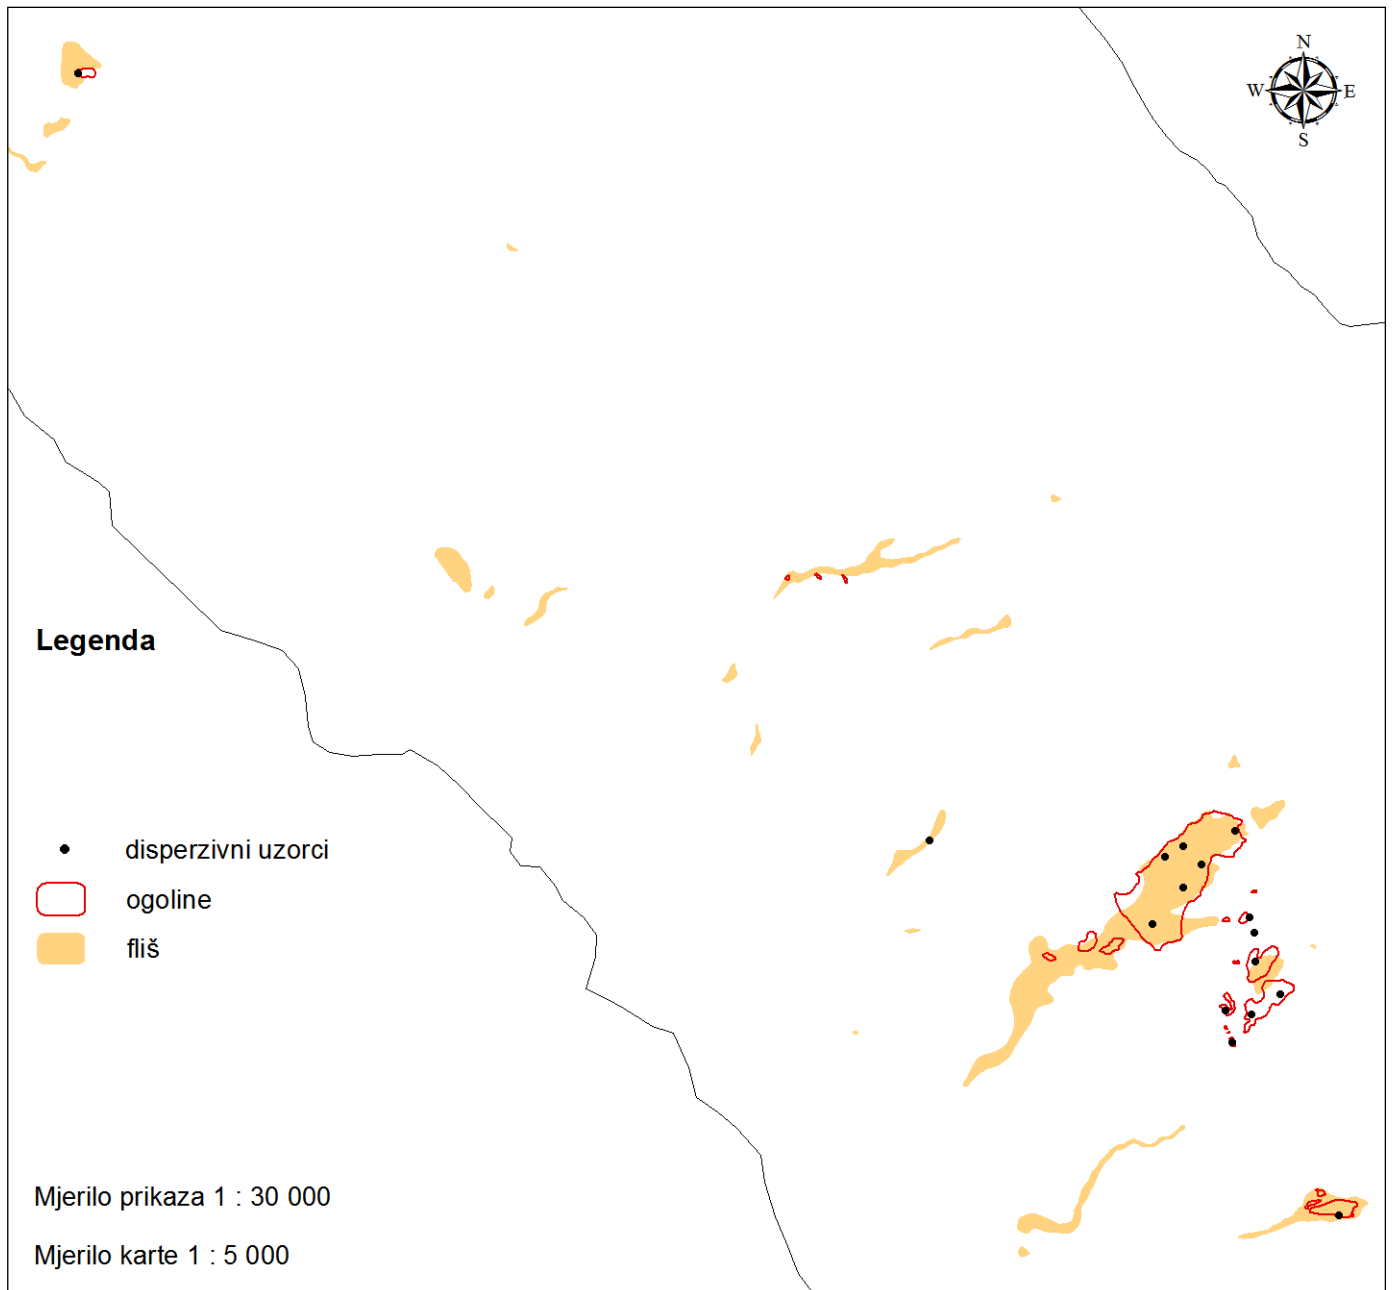 N
W E
S
Legenda
disperzivni uzorci
ogoline
fliš
Mjerilo prikaza 1 : 30 000
Mjerilo karte 1 : 5 000